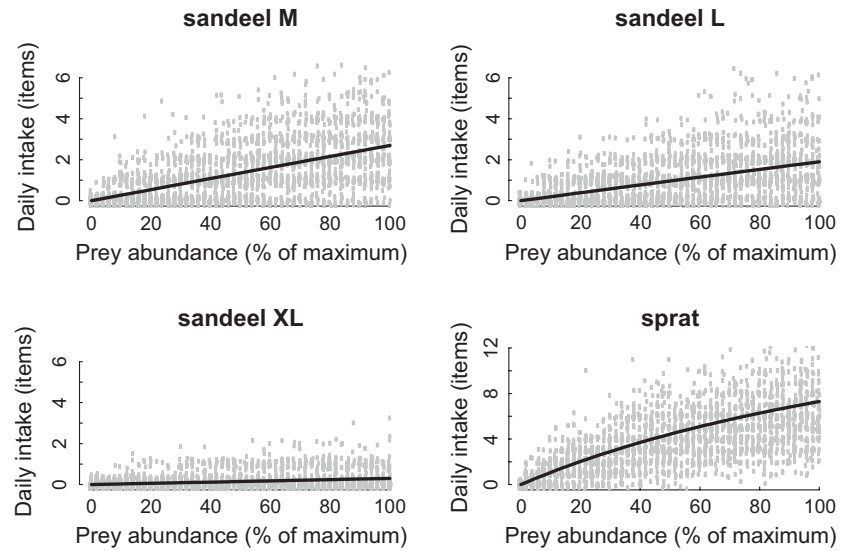 sandeel M
Daily intake (items)
6
4
2
0
0 20 40 60 80 100
Prey abundance (% of maximum)
sandeel L
Daily intake (items)
6
4
2
0
0 20 40 60 80 100
Prey abundance (% of maximum)
sandeel XL
Daily intake (items)
6
4
2
0
0 20 40 60 80 100
Prey abundance (% of maximum)
sprat
Daily intake (items)
12
8
4
0
0 20 40 60 80 100
Prey abundance (% of maximum)